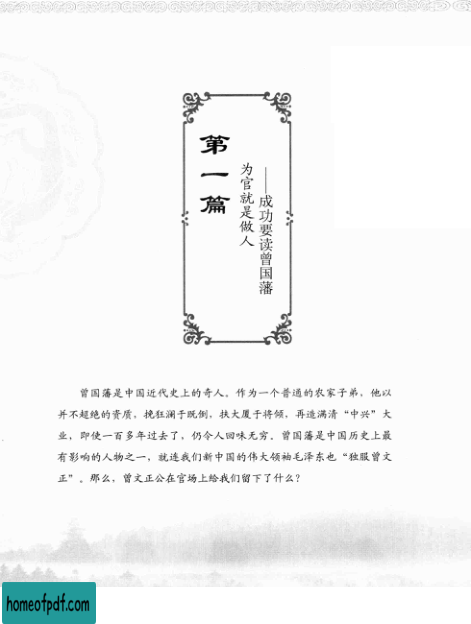 第一篇
为官就是做人
——成功要读曾国藩
曾国藩是中国近代史上的奇人。作为一个普通的农家子弟，他以
并不超绝的资质，挽狂澜于既倒，扶大厦于将倾，再造满清“中兴”大
业，即使一百多年过去了，仍令人回味无穷。曾国藩是中国历史上最
有影响的人物之一，就连我们新中国的伟大领袖毛泽东也“独服曾文
正”。那么，曾文正公在官场上给我们留下了什么？
homeofpdf.com